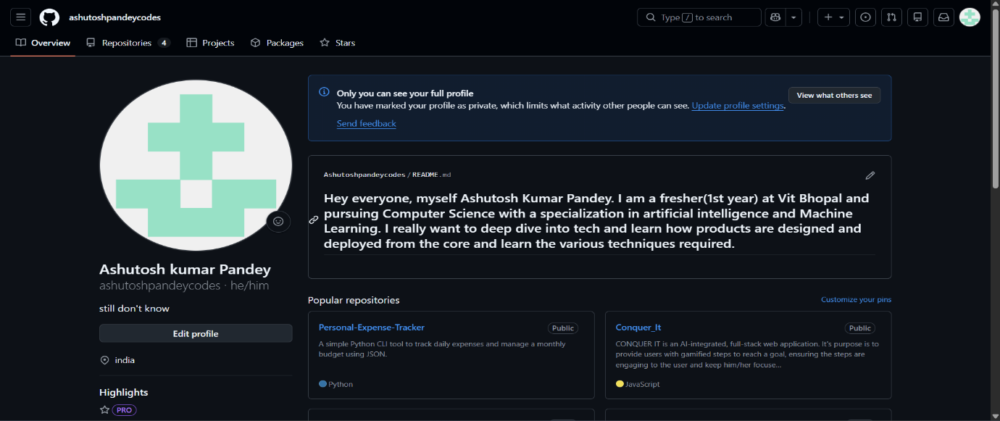 ashutoshpandeycodes
Type / to search
Overview
Repositories 4
Projects
Packages
Stars
Only you can see your full profile
View what others see
You have marked your profile as private, which limits what activity other people can see. Update profile settings.
Send feedback
Ashutoshpandeycodes / README.md
Hey everyone, myself Ashutosh Kumar Pandey. I am a fresher(1st year) at Vit Bhopal and
pursuing Computer Science with a specialization in artificial intelligence and Machine
Learning. I really want to deep dive into tech and learn how products are designed and
deployed from the core and learn the various techniques required.
Ashutosh kumar Pandey
ashutoshpandeycodes · he/him
still don't know
Edit profile
india
Highlights
PRO
Popular repositories
Customize your pins
Personal-Expense-Tracker
Public
A simple Python CLI tool to track daily expenses and manage a monthly
budget using JSON.
Python
Conquer_It
Public
CONQUER IT is an AI-integrated, full-stack web application. It's purpose is to
provide users with gamified steps to reach a goal, ensuring the steps are
engaging to the user and keep him/her focuse...
JavaScript